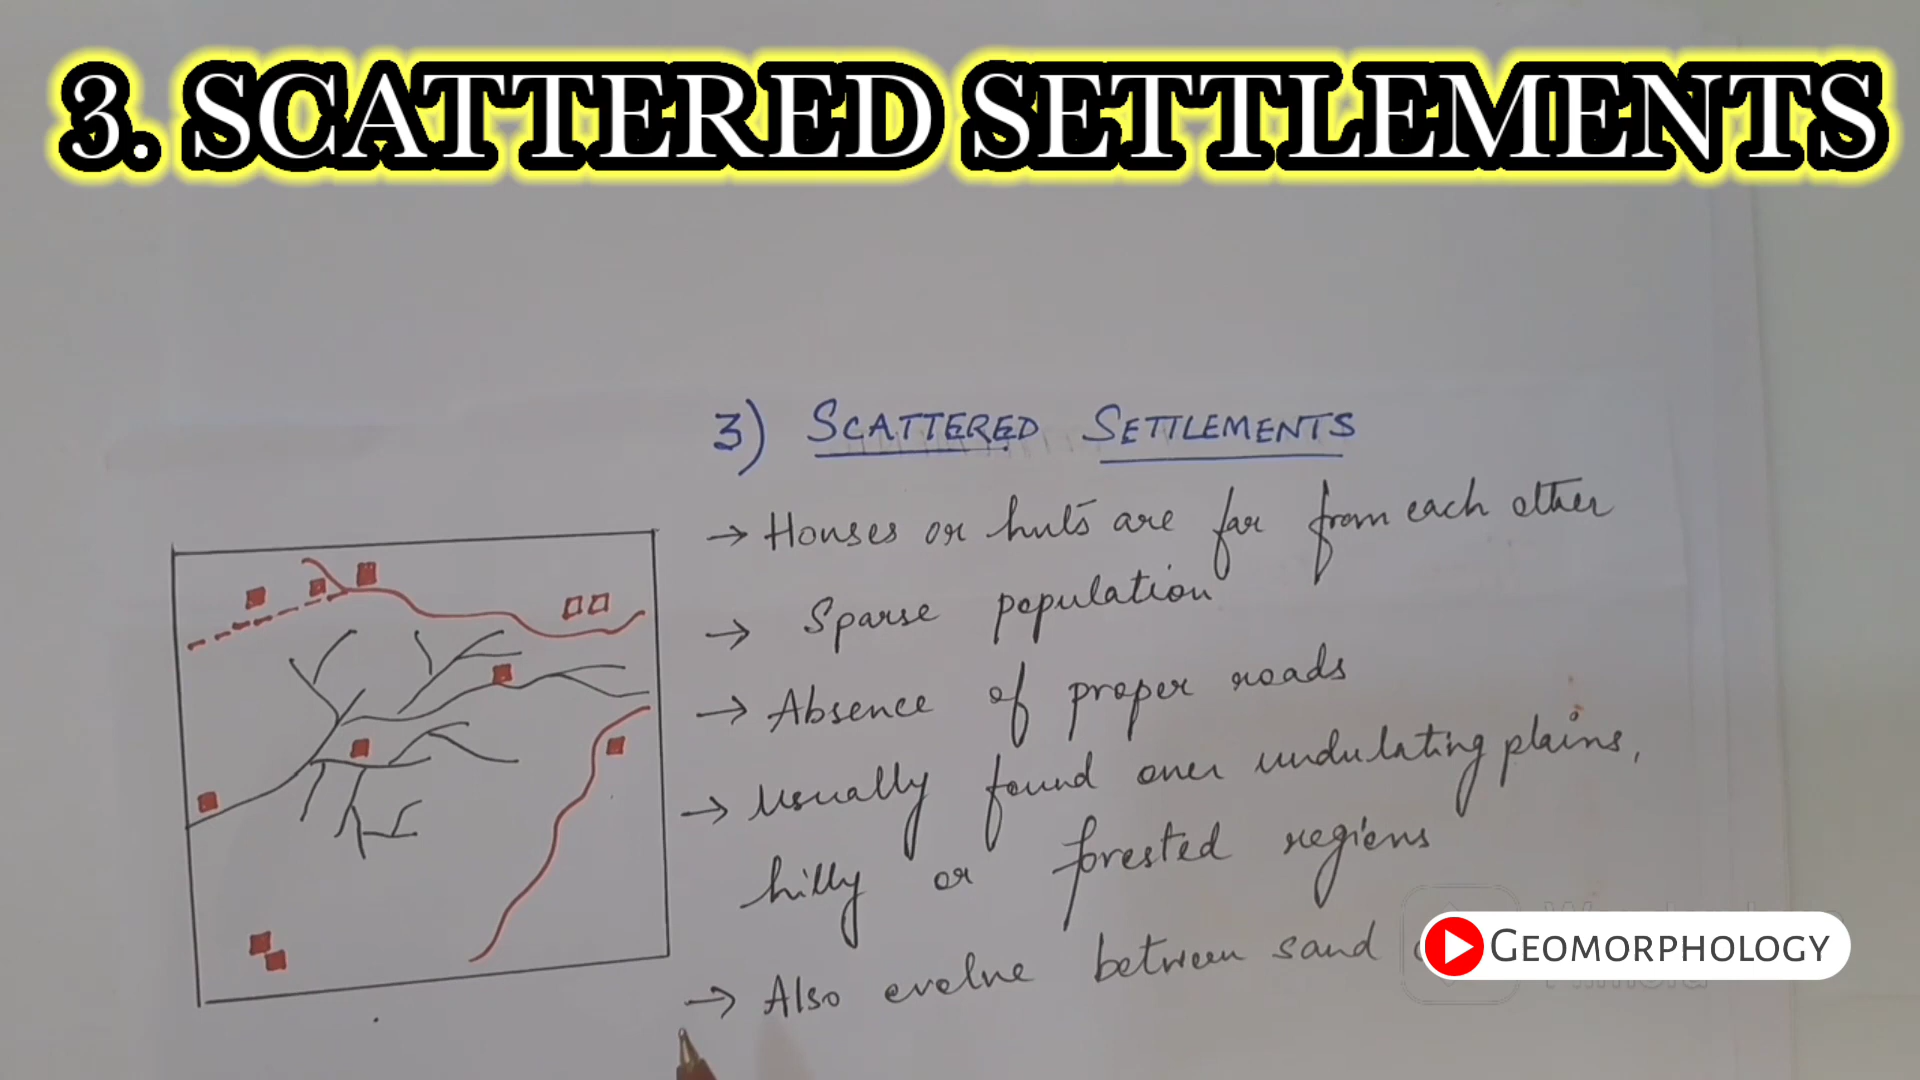 3. SCATTERED SETTLEMENTS
3) SCATTERED SETTLEMENTS
→ Houses or huts are far from each other
→ Sparse population
→ Absence of proper roads
→ Usually found over undulating plains,
hilly or forested regions
→ Also evolve between sand
GEOMORPHOLOGY